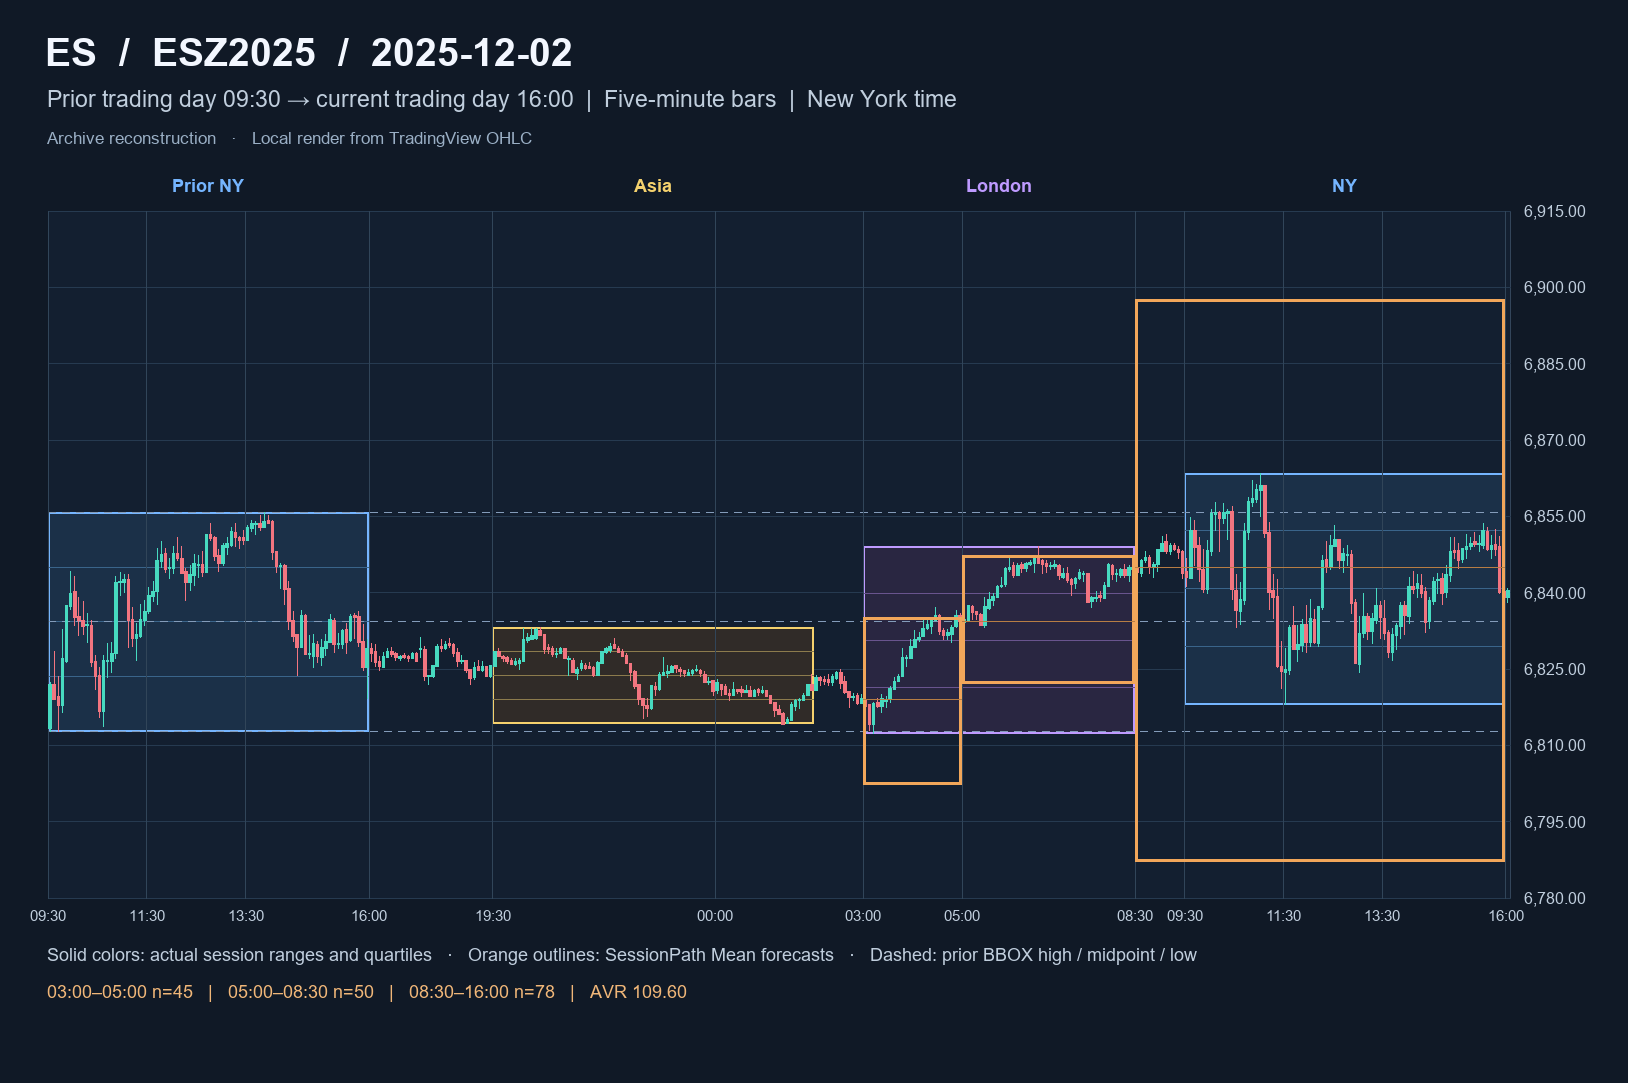 ES / ESZ2025 / 2025-12-02
Prior trading day 09:30 → current trading day 16:00 | Five-minute bars | New York time
Archive reconstruction · Local render from TradingView OHLC
Prior NY Asia London NY
6,915.00
6,900.00
6,885.00
6,870.00
6,855.00
6,840.00
6,825.00
6,810.00
6,795.00
6,780.00
09:30 11:30 13:30 16:00 19:30 00:00 03:00 05:00 08:30 09:30 11:30 13:30 16:00
Solid colors: actual session ranges and quartiles · Orange outlines: SessionPath Mean forecasts · Dashed: prior BBOX high / midpoint / low
03:00–05:00 n=45 | 05:00–08:30 n=50 | 08:30–16:00 n=78 | AVR 109.60